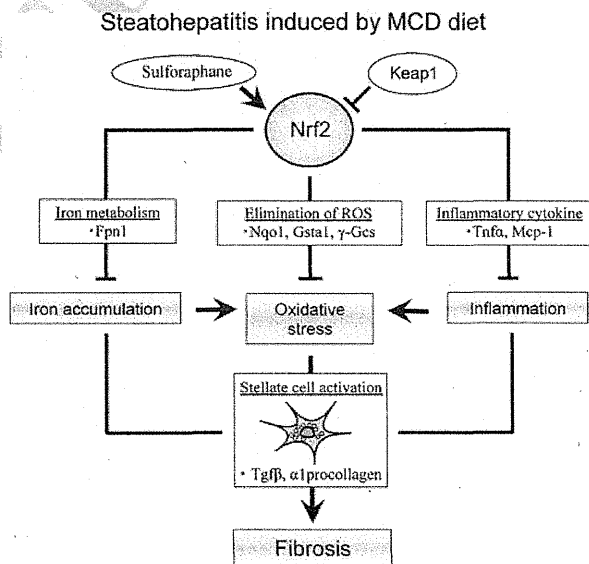 Steatohepatitis induced by MCD diet
Sulforaphane
Keap1
Nrf2
Iron metabolism
・Fpn1
Elimination of ROS
・Nqo1, Gsta1, γ-Gcs
Inflammatory cytokine
・Tnfα, Mcp-1
Iron accumulation
Oxidative
stress
Inflammation
Stellate cell activation
・Tgfβ, α1procollagen
Fibrosis